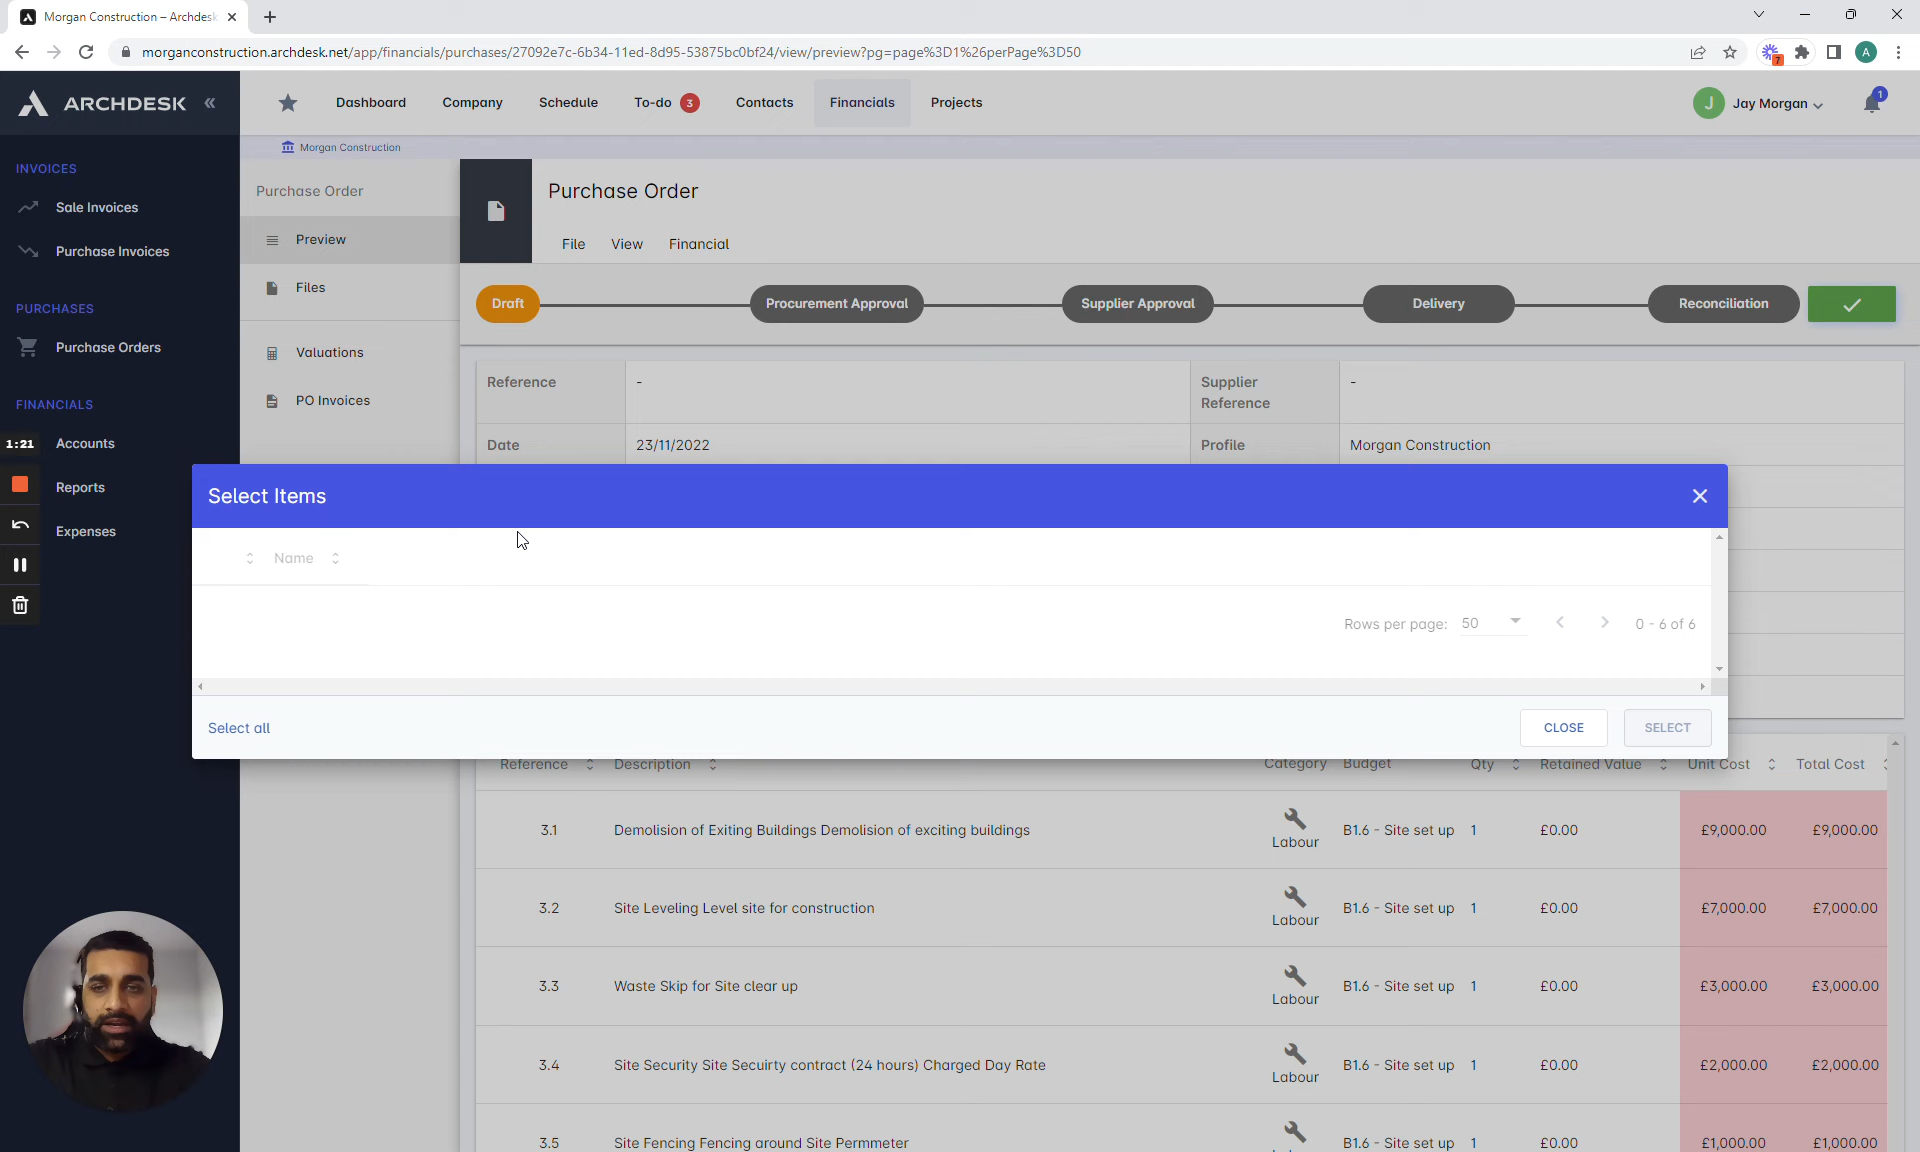 Morgan Construction – Archdesk
morganconstruction.archdesk.net/app/financials/purchases/27092e7c-6b34-11ed-8d95-53875bc0bf24/view/preview?pg=page%3D1%26perPage%3D50
7
A
ARCHDESK
Dashboard Company Schedule To-do 3 Contacts Financials Projects
J Jay Morgan 1
Morgan Construction
INVOICES
Sale Invoices
Purchase Invoices
PURCHASES
Purchase Orders
FINANCIALS
Accounts
Reports
Expenses
1:21
Purchase Order
Preview
Files
Valuations
PO Invoices
Purchase Order
File View Financial
Draft Procurement Approval Supplier Approval Delivery Reconciliation
Reference - Supplier Reference -
Date 23/11/2022 Profile Morgan Construction
Select Items
Name
Rows per page: 50 0 - 6 of 6
Select all CLOSE SELECT
Reference Description Category Budget Qty Retained Value Unit Cost Total Cost
3.1 Demolision of Exiting Buildings Demolision of exciting buildings Labour B1.6 - Site set up 1 £0.00 £9,000.00 £9,000.00
3.2 Site Leveling Level site for construction Labour B1.6 - Site set up 1 £0.00 £7,000.00 £7,000.00
3.3 Waste Skip for Site clear up Labour B1.6 - Site set up 1 £0.00 £3,000.00 £3,000.00
3.4 Site Security Site Secuirty contract (24 hours) Charged Day Rate Labour B1.6 - Site set up 1 £0.00 £2,000.00 £2,000.00
3.5 Site Fencing Fencing around Site Permmeter B1.6 - Site set up 1 £0.00 £1,000.00 £1,000.00